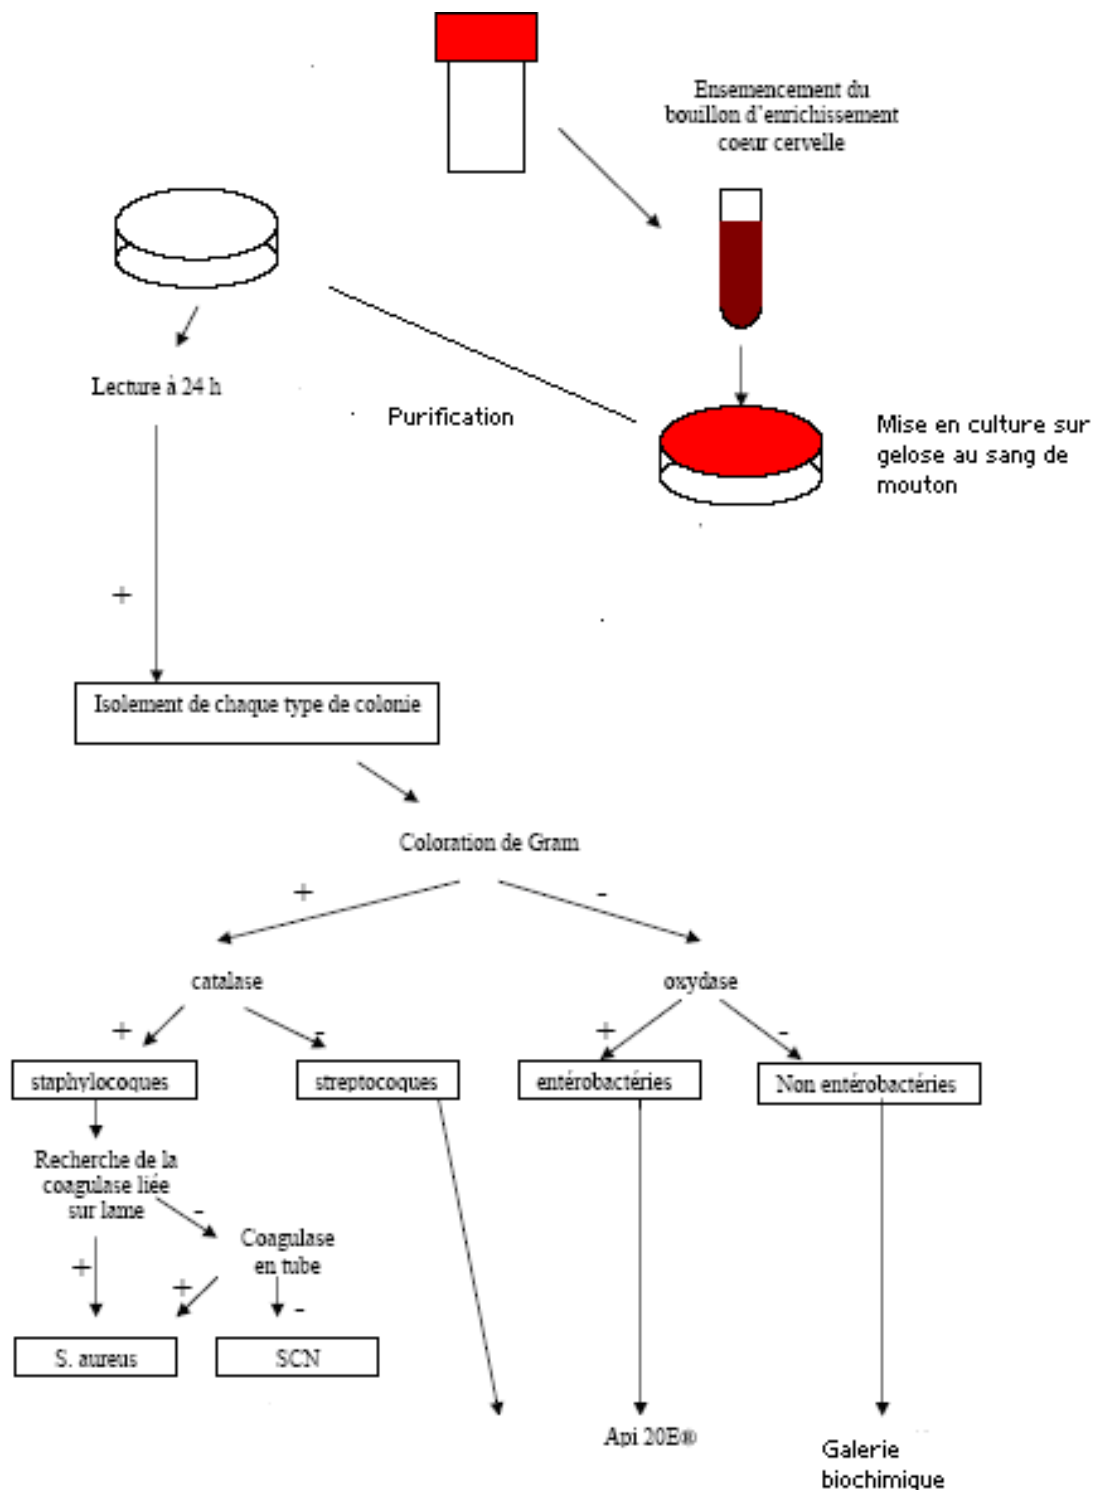 Ensemencement du
bouillon d'enrichissement
coeur cervelle
Lecture à 24 h
Purification
Mise en culture sur
gelose au sang de
mouton
+
Isolement de chaque type de colonie
Coloration de Gram
+ -
catalase oxydase
+ - + -
staphylocoques streptocoques entérobactéries Non entérobactéries
Recherche de la
coagulase liée
sur lame
-
Coagulase
en tube
+ + -
S. aureus SCN
Api 20E®
Galerie
biochimique